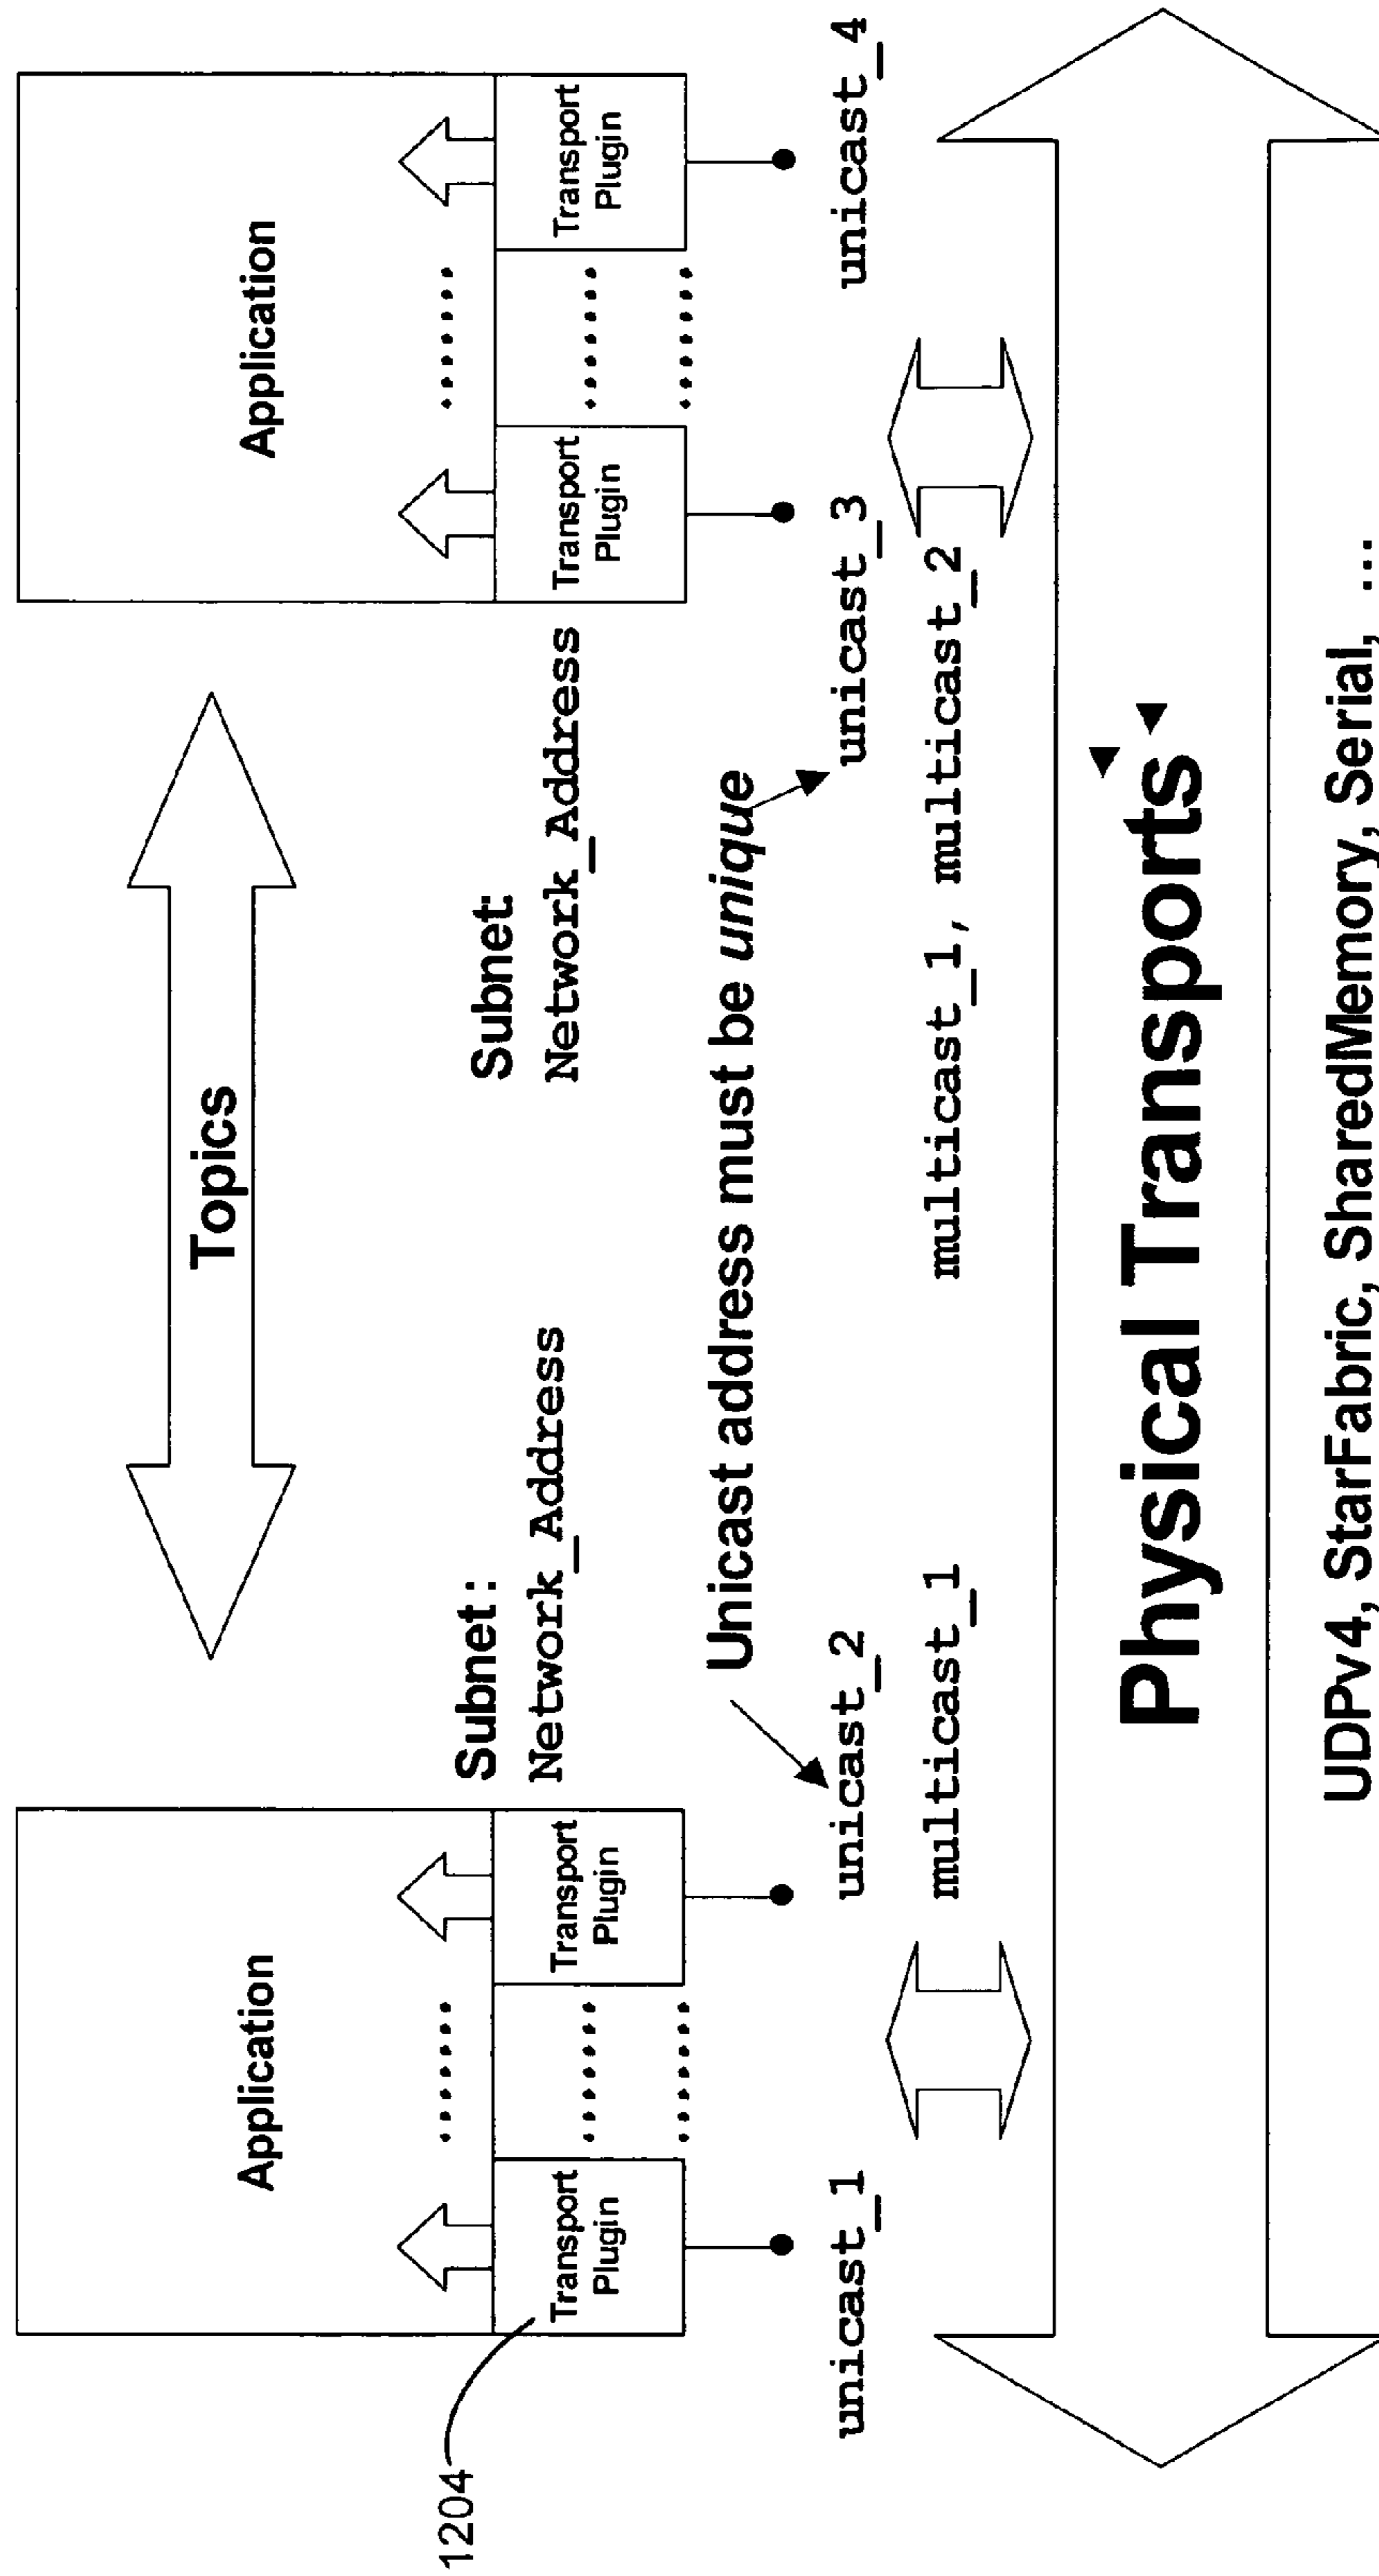 Application
Application
Topics
Transport
Plugin
Transport
Plugin
Subnet:
Network_Address
Subnet:
Network_Address
Transport
Plugin
Transport
Plugin
1204
Unicast address must be unique
unicast_1
unicast_2
unicast_3
unicast_4
multicast_1
multicast_1, multicast_2
Physical Transports
UDPv4, StarFabric, SharedMemory, Serial, ...